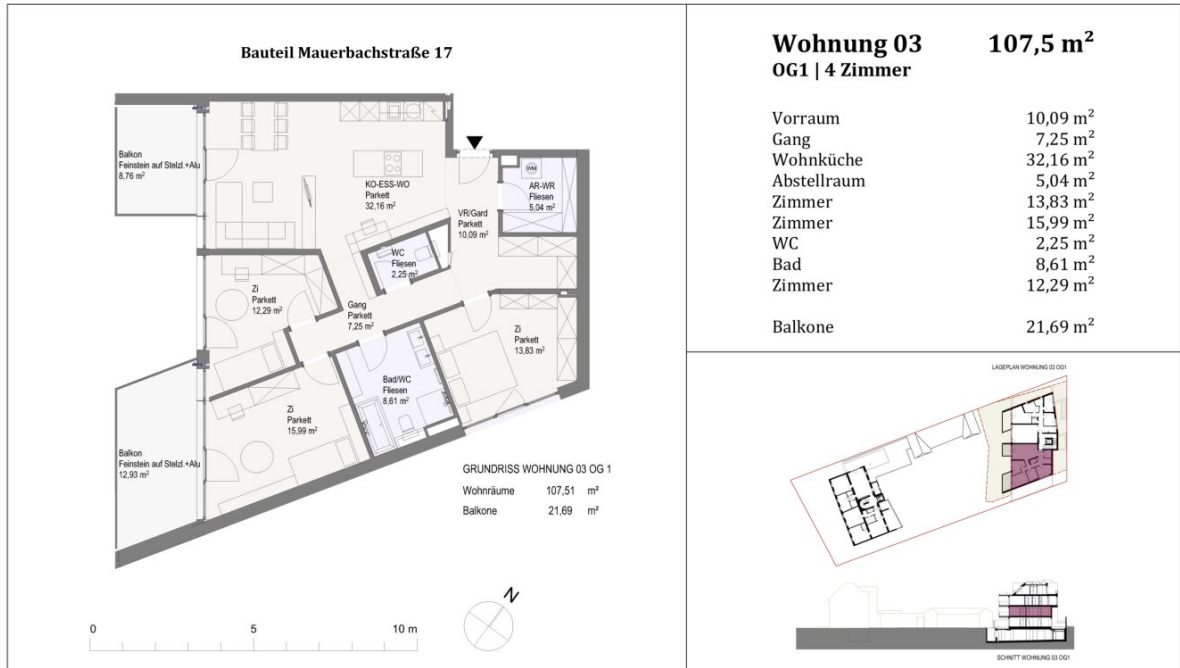 Bauteil Mauerbachstraße 17
Balkon
Feinstein auf Stelzl.+Alu
8,76 m²
KO-ESS-WO
Parkett
32,16 m²
WM
AR-WR
Fliesen
5,04 m²
VR/Gard
Parkett
10,09 m²
WC
Fliesen
2,25 m²
Zi
Parkett
12,29 m²
Gang
Parkett
7,25 m²
Zi
Parkett
13,83 m²
Bad/WC
Fliesen
8,61 m²
Zi
Parkett
15,99 m²
Balkon
Feinstein auf Stelzl.+Alu
12,93 m²
GRUNDRISS WOHNUNG 03 OG 1
Wohnräume 107,51 m²
Balkone 21,69 m²
N
0 5 10 m
Wohnung 03 107,5 m²
OG1 | 4 Zimmer
Vorraum 10,09 m²
Gang 7,25 m²
Wohnküche 32,16 m²
Abstellraum 5,04 m²
Zimmer 13,83 m²
Zimmer 15,99 m²
WC 2,25 m²
Bad 8,61 m²
Zimmer 12,29 m²
Balkone 21,69 m²
LAGEPLAN WOHNUNG 03 OG1
SCHNITT WOHNUNG 03 OG1